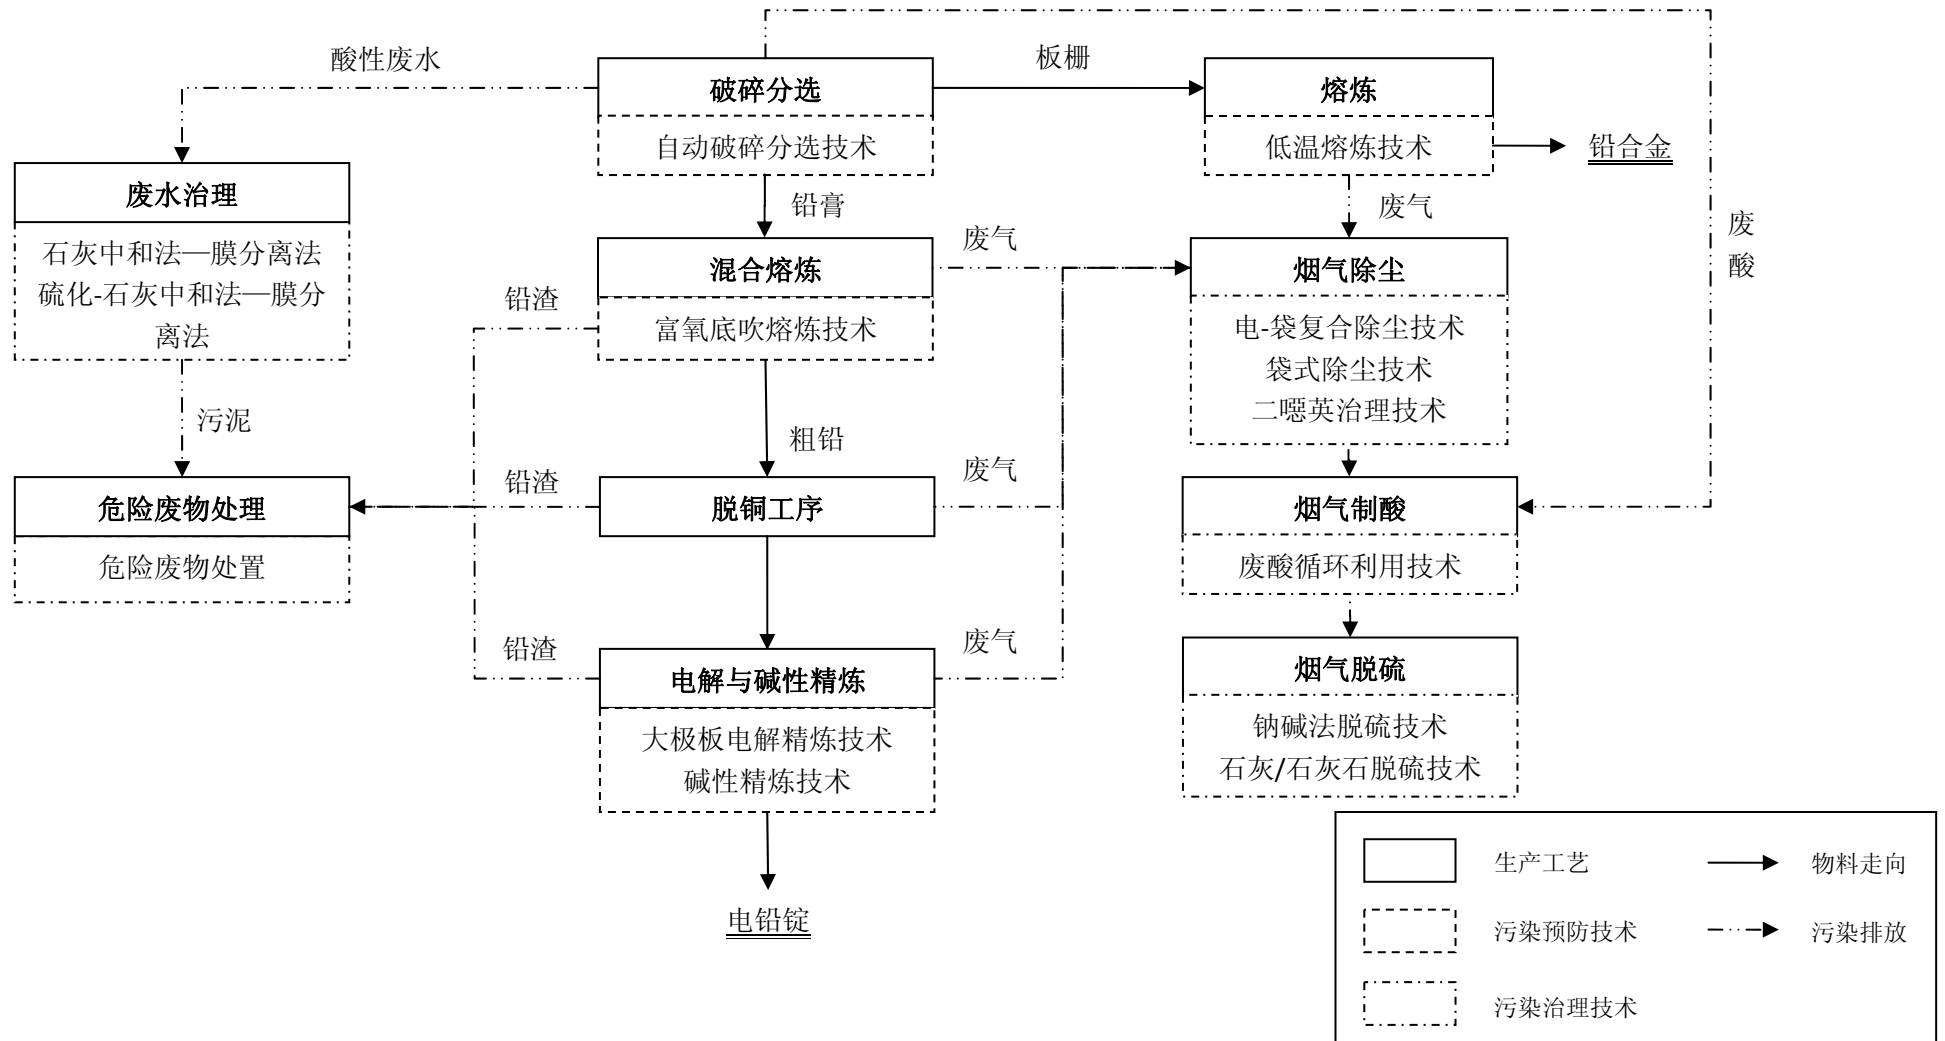 酸性废水
板栅
破碎分选
自动破碎分选技术
熔炼
低温熔炼技术
铅合金
废水治理
石灰中和法—膜分离法
硫化-石灰中和法—膜分
离法
铅膏
废气
废
酸
混合熔炼
富氧底吹熔炼技术
废气
铅渣
烟气除尘
电-袋复合除尘技术
袋式除尘技术
二噁英治理技术
污泥
粗铅
铅渣
废气
危险废物处理
危险废物处置
脱铜工序
烟气制酸
废酸循环利用技术
铅渣
废气
电解与碱性精炼
大极板电解精炼技术
碱性精炼技术
烟气脱硫
钠碱法脱硫技术
石灰/石灰石脱硫技术
电铅锭
生产工艺
物料走向
污染预防技术
污染排放
污染治理技术